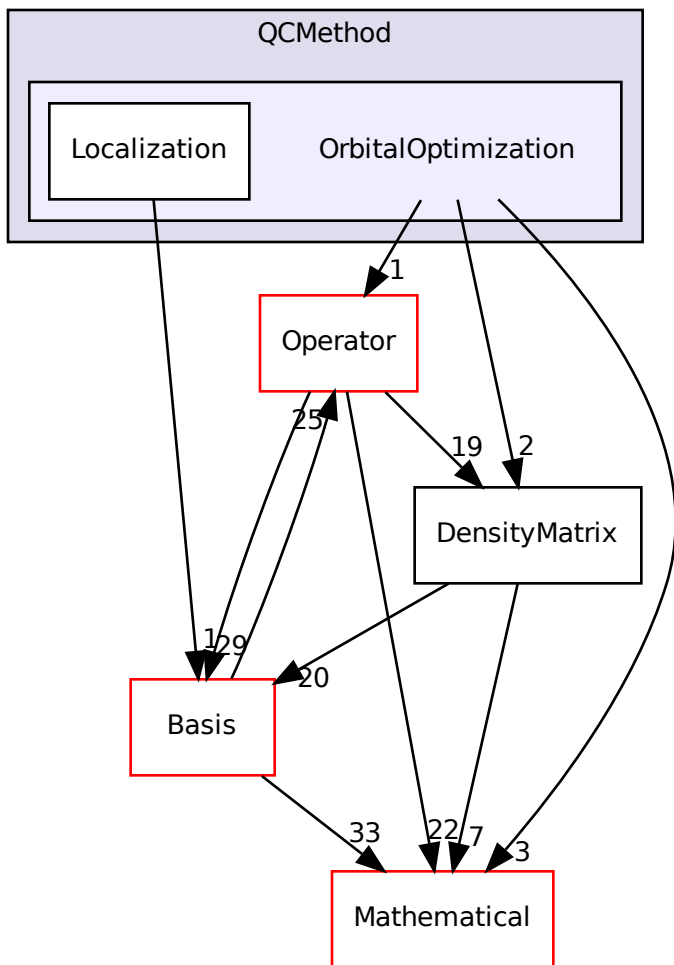 QCMethod
Localization
OrbitalOptimization
1
Operator
25
19
2
DensityMatrix
1
29
20
Basis
33
22
7
3
Mathematical